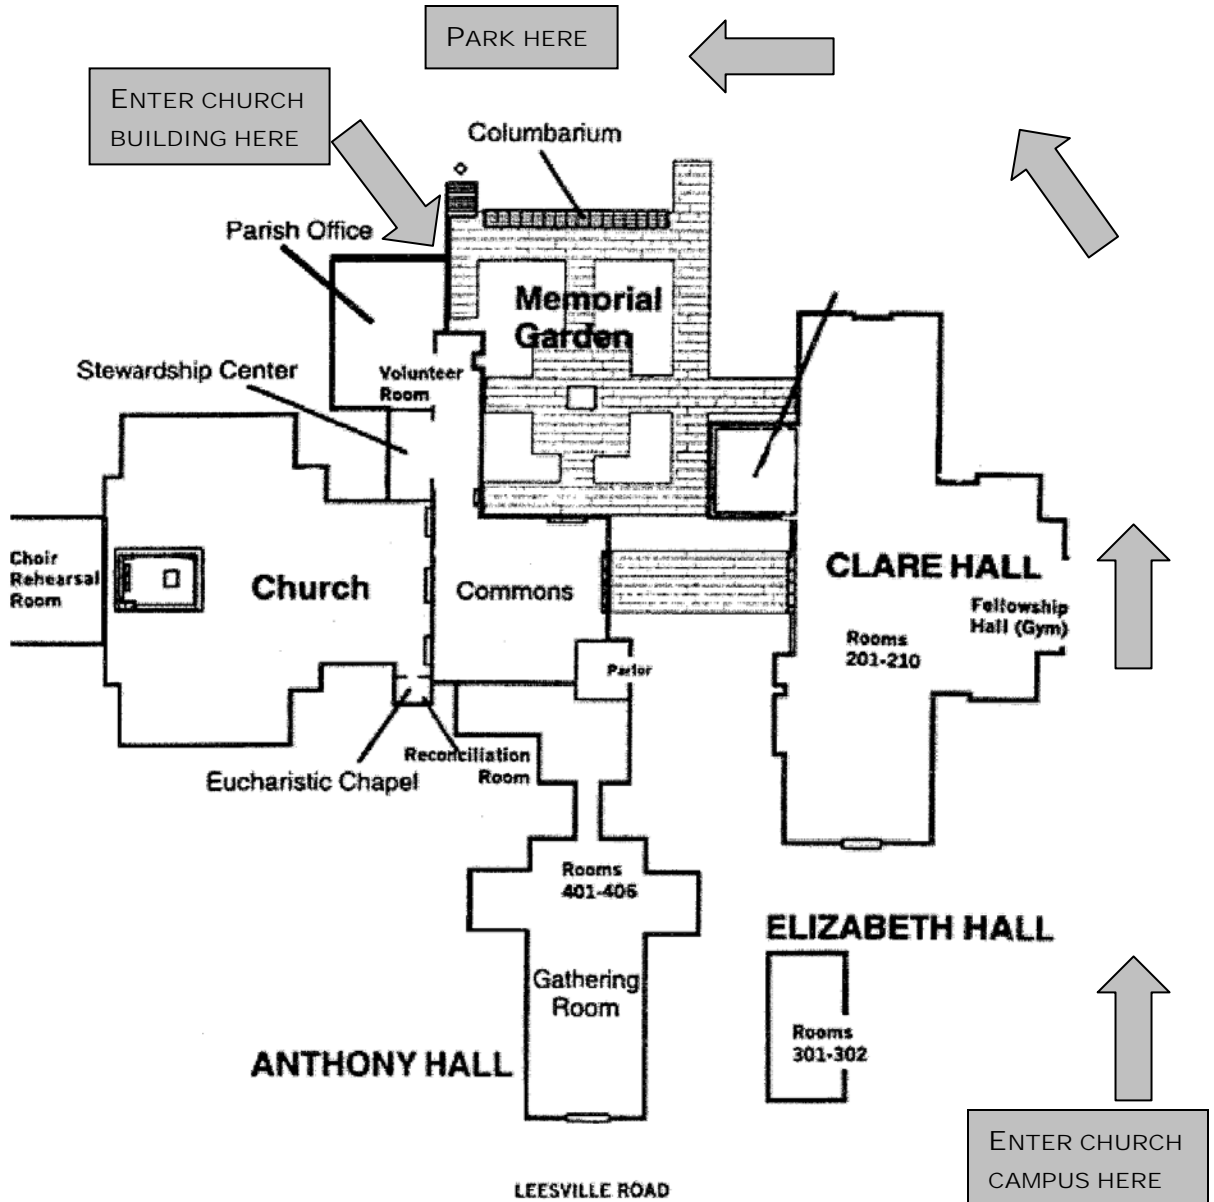 PARK HERE
ENTER CHURCH
BUILDING HERE
Columbarium
Parish Office
Memorial
Garden
Stewardship Center
Volunteer
Room
Choir
Rehearsal
Room
Church
Commons
CLARE HALL
Fellowship
Hall (Gym)
Rooms
201-210
Parlor
Reconciliation
Room
Eucharistic Chapel
Rooms
401-406
ELIZABETH HALL
Gathering
Room
Rooms
301-302
ANTHONY HALL
ENTER CHURCH
CAMPUS HERE
LEESVILLE ROAD